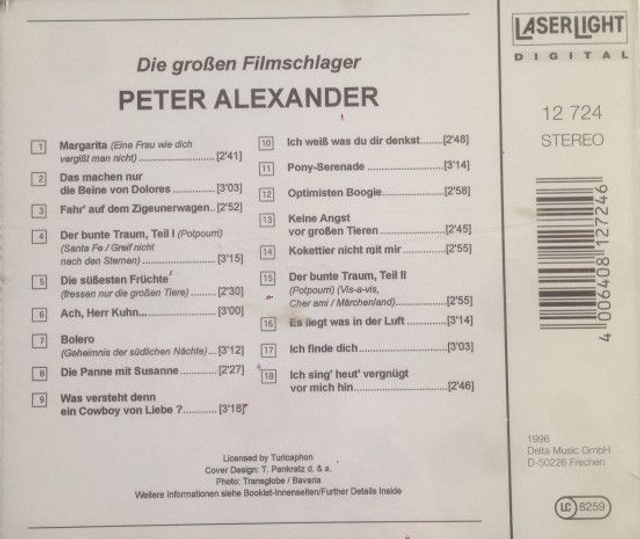 Die großen Filmschlager
PETER ALEXANDER
1 Margarita (Eine Frau wie dich
vergißt man nicht) ........................ [2'41]
2 Das machen nur
die Beine von Dolores ............. [3'03]
3 Fahr' auf dem Zigeunerwagen.. [2'52]
4 Der bunte Traum, Teil I (Potpourri)
(Santa Fe / Greif nicht
nach den Sternen) ......................... [3'15]
5 Die süßesten Früchte
(fressen nur die großen Tiere) ........ [2'30]
6 Ach, Herr Kuhn... ...................... [3'00]
7 Bolero
(Geheimnis der südlichen Nächte) ... [3'12]
8 Die Panne mit Susanne ........... [2'27]
9 Was versteht denn
ein Cowboy von Liebe ? .......... [3'18]
10 Ich weiß was du dir denkst ....... [2'48]
11 Pony-Serenade ........................ [3'14]
12 Optimisten Boogie................... [2'58]
13 Keine Angst
vor großen Tieren .................... [2'45]
14 Kokettier nicht mit mir ............. [2'55]
15 Der bunte Traum, Teil II
(Potpourri) (Vis-a-vis,
Cher ami / Märchenland)................. [2'55]
16 Es liegt was in der Luft ............ [3'14]
17 Ich finde dich ........................... [3'03]
18 Ich sing' heut' vergnügt
vor mich hin............................. [2'46]
Licensed by Turicaphon
Cover Design: T. Pankratz d. & a.
Photo: Transglobe / Bavaria
Weitere Informationen siehe Booklet-Innenseiten/Further Details Inside
LASERLIGHT
DIGITAL
12 724
STEREO
4 006408 127246
1996
Delta Music GmbH
D-50226 Frechen
LC 8259